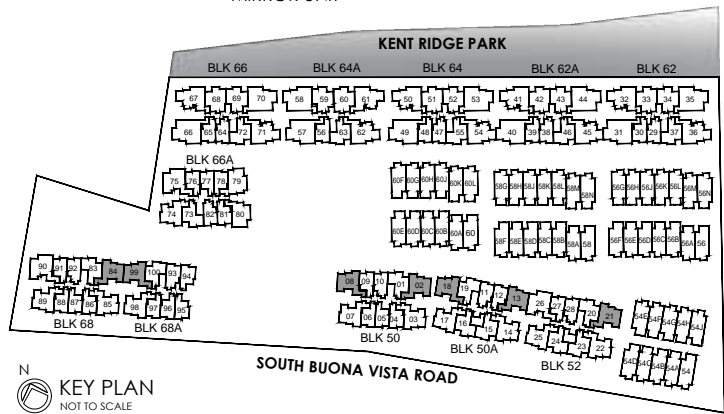 KENT RIDGE PARK
BLK 66 BLK 64A BLK 64 BLK 62A BLK 62
67 68 69 70 58 59 60 61 50 51 52 53 41 42 43 44 32 33 34 35
66 65 64 72 71 57 56 63 62 49 48 47 55 54 40 39 38 46 45 31 30 29 37 36
BLK 66A
75 76 77 78 79 60F 60G 60H 60J 60K 60L 58G 58H 58J 58K 58L 58M 58N 56G 56H 56J 56K 56L 56M 56N
74 73 82 81 80 60E 60D 60C 60B 60A 60 58F 58E 58D 58C 58B 58A 58 56F 56E 56D 56C 56B 56A 56
90 91 92 83 84 99 100 93 94 08 09 10 01 02 18 19 11 12 13 26 27 28 20 21 54E 54F 54G 54H 54J
89 88 87 86 85 98 97 96 95 07 06 05 04 03 17 16 15 14 25 24 23 22 54D 54C 54B 54A 54
BLK 68 BLK 68A BLK 50 BLK 50A BLK 52
SOUTH BUONA VISTA ROAD
N
KEY PLAN
NOT TO SCALE